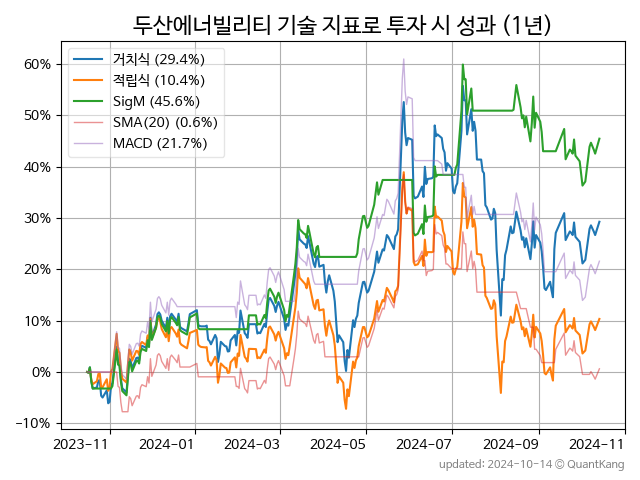 두산에너빌리티 기술 지표로 투자 시 성과 (1년)
거치식 (29.4%)
적립식 (10.4%)
SigM (45.6%)
SMA(20) (0.6%)
MACD (21.7%)
60%
50%
40%
30%
20%
10%
0%
−10%
2023-11
2024-01
2024-03
2024-05
2024-07
2024-09
2024-11
updated: 2024-10-14 © QuantKang